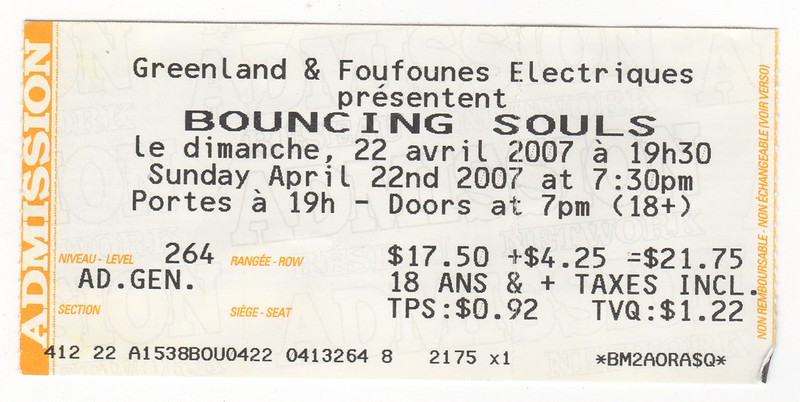 ADMISSION
Greenland & Foufounes Electriques
présentent
BOUNCING SOULS
le dimanche, 22 avril 2007 à 19h30
Sunday April 22nd 2007 at 7:30pm
Portes à 19h - Doors at 7pm (18+)
NIVEAU - LEVEL 264 RANGÉE - ROW $17.50 +$4.25 =$21.75
AD.GEN. 18 ANS & + TAXES INCL.
SECTION SIÈGE - SEAT TPS:$0.92 TVQ:$1.22
412 22 A1538BOU0422 0413264 8 2175 x1 *BM2AORA$Q*
NON REMBOURSABLE - NON ÉCHANGEABLE (VOIR VERSO)